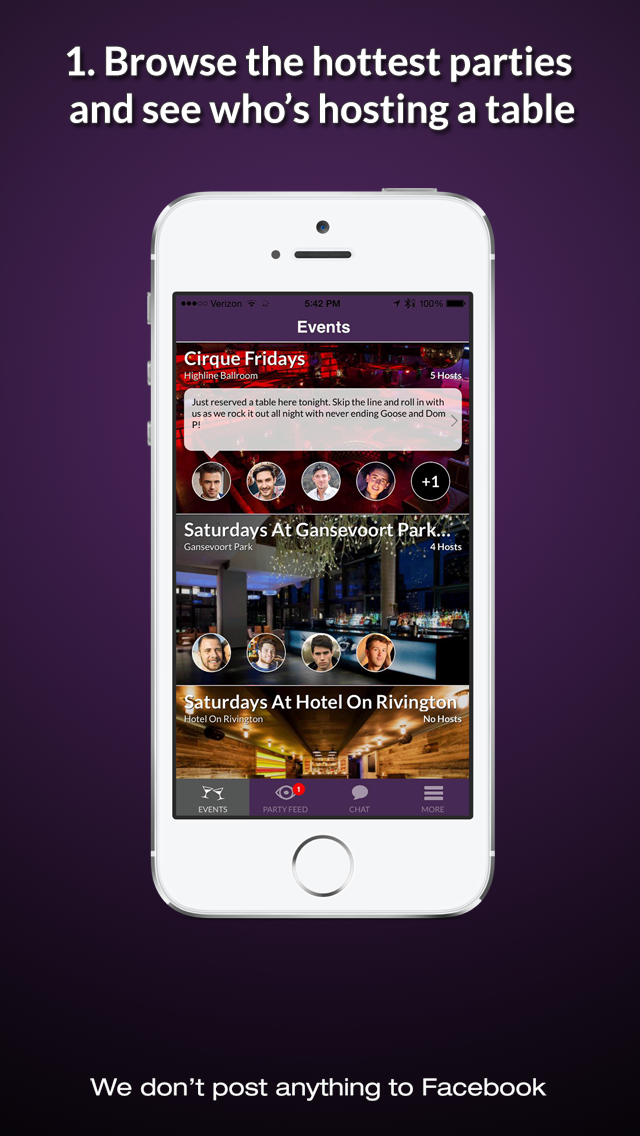 1. Browse the hottest parties
and see who's hosting a table
Verizon 5:42 PM 100%
Events
Cirque Fridays
Highline Ballroom 5 Hosts
Just reserved a table here tonight. Skip the line and roll in with
us as we rock it out all night with never ending Goose and Dom
P!
+1
Saturdays At Gansevoort Park...
Gansevoort Park 4 Hosts
Saturdays At Hotel On Rivington
Hotel On Rivington No Hosts
1
EVENTS PARTY FEED CHAT MORE
We don't post anything to Facebook